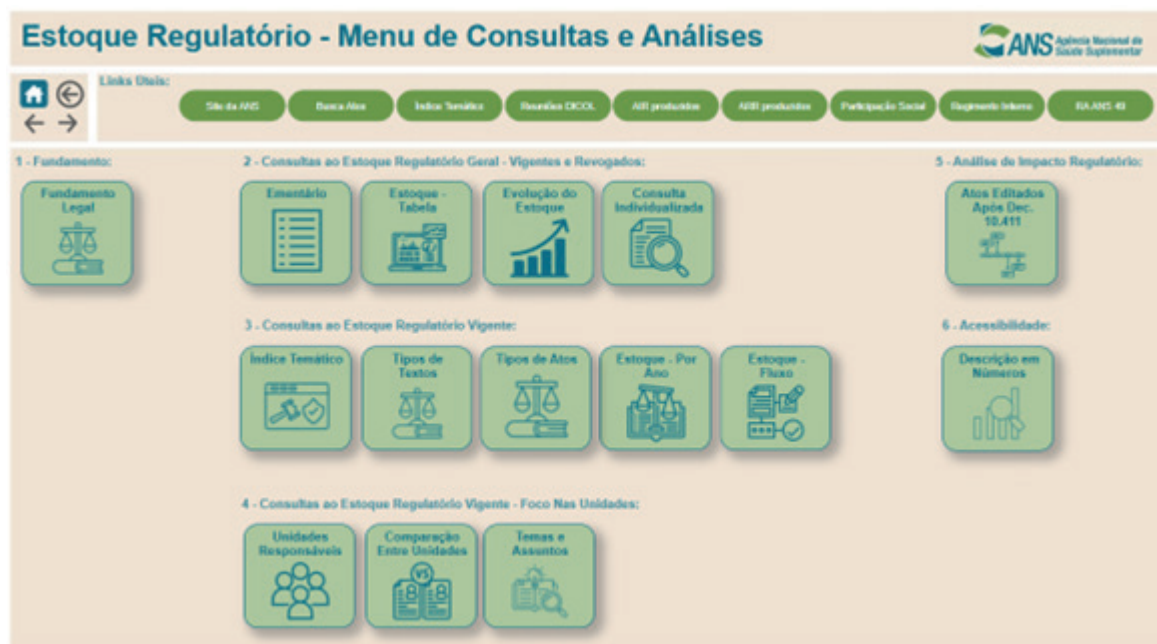 Estoque Regulatório - Menu de Consultas e Análises
ANS Agência Nacional de
Saúde Suplementar
Links Úteis:
Site da ANS
Busca Atos
Índice Temático
Reuniões DICOL
AIR produzidos
ARR produzidos
Participação Social
Regimento Interno
RA ANS 49
1 - Fundamento:
Fundamento
Legal
2 - Consultas ao Estoque Regulatório Geral - Vigentes e Revogados:
Ementário
Estoque -
Tabela
Evolução do
Estoque
Consulta
Individualizada
5 - Análise de Impacto Regulatório:
Atos Editados
Após Dec.
10.411
3 - Consultas ao Estoque Regulatório Vigente:
Índice Temático
Tipos de
Textos
Tipos de Atos
Estoque - Por
Ano
Estoque -
Fluxo
6 - Acessibilidade:
Descrição em
Números
4 - Consultas ao Estoque Regulatório Vigente - Foco Nas Unidades:
Unidades
Responsáveis
Comparação
Entre Unidades
VS
Temas e
Assuntos